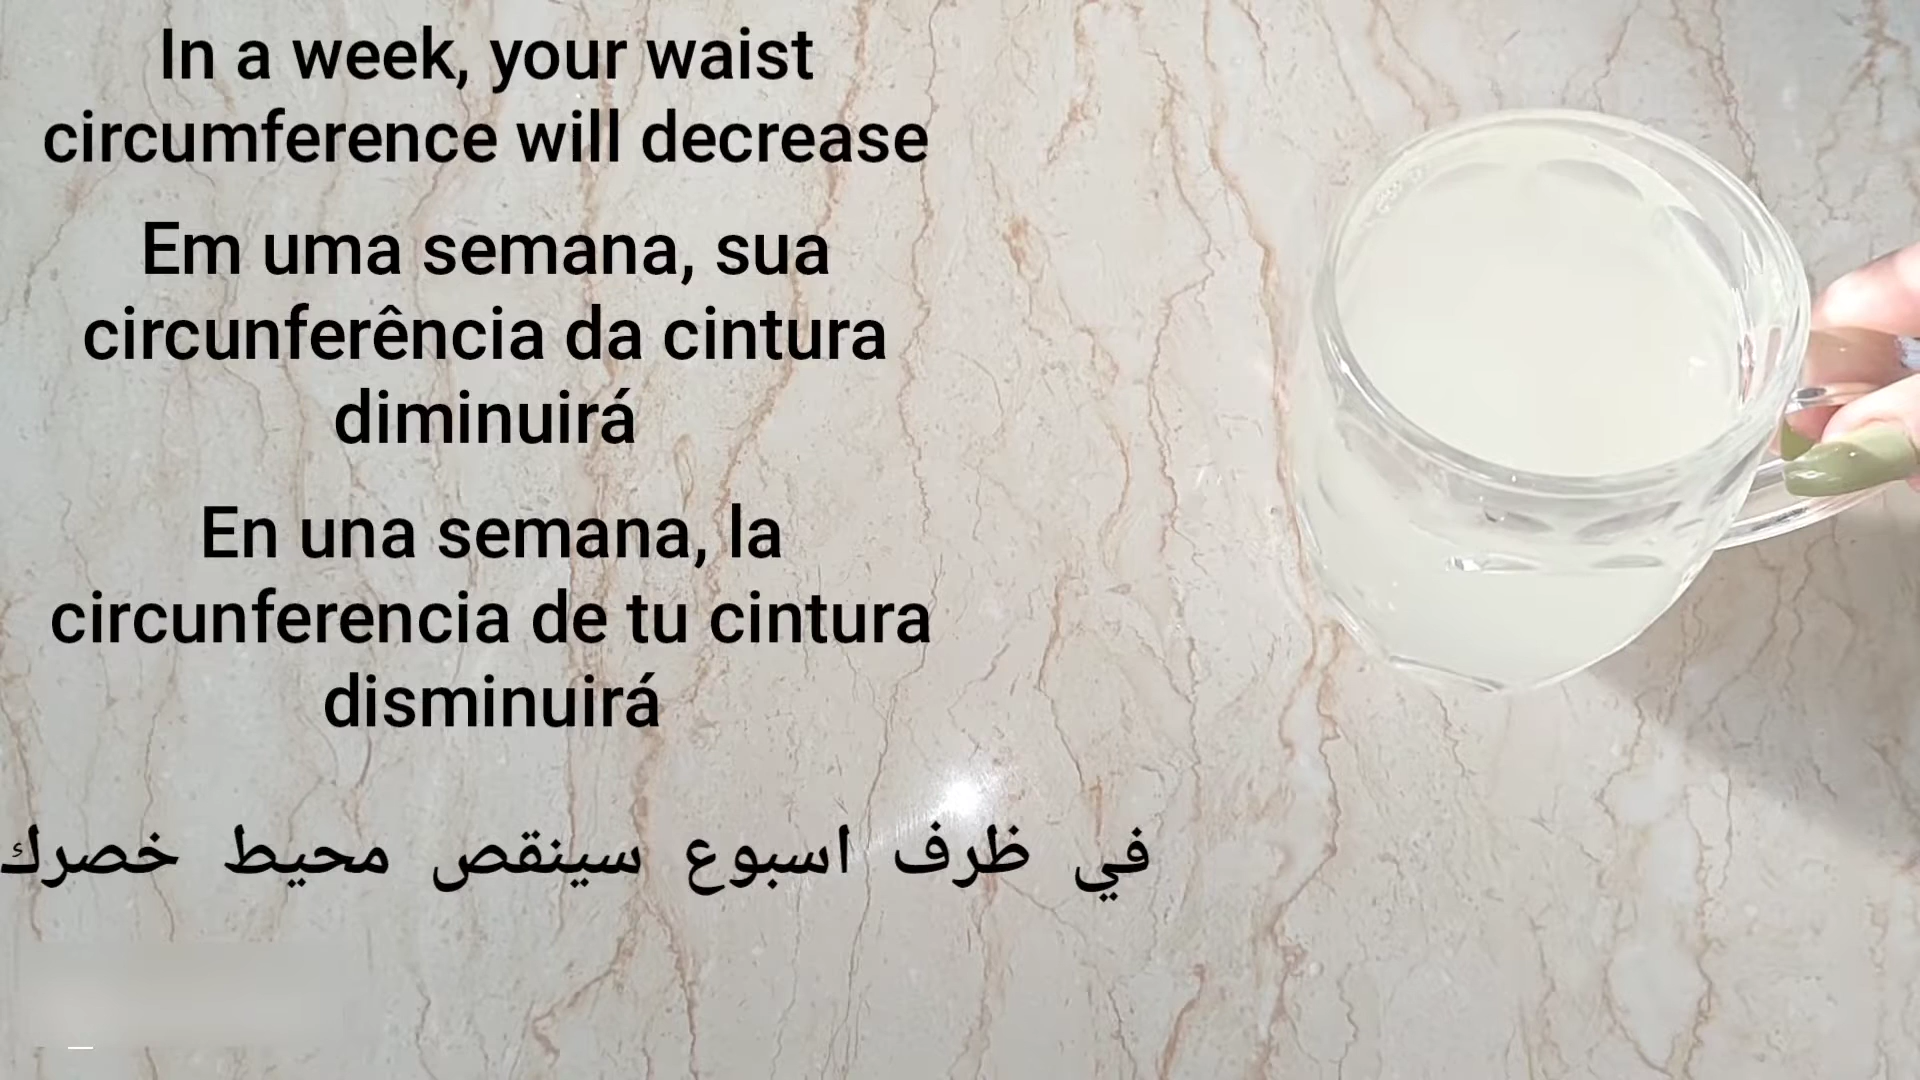 In a week, your waist
circumference will decrease
Em uma semana, sua
circunferência da cintura
diminuirá
En una semana, la
circunferencia de tu cintura
disminuirá
في ظرف اسبوع سينقص محيط خصرك